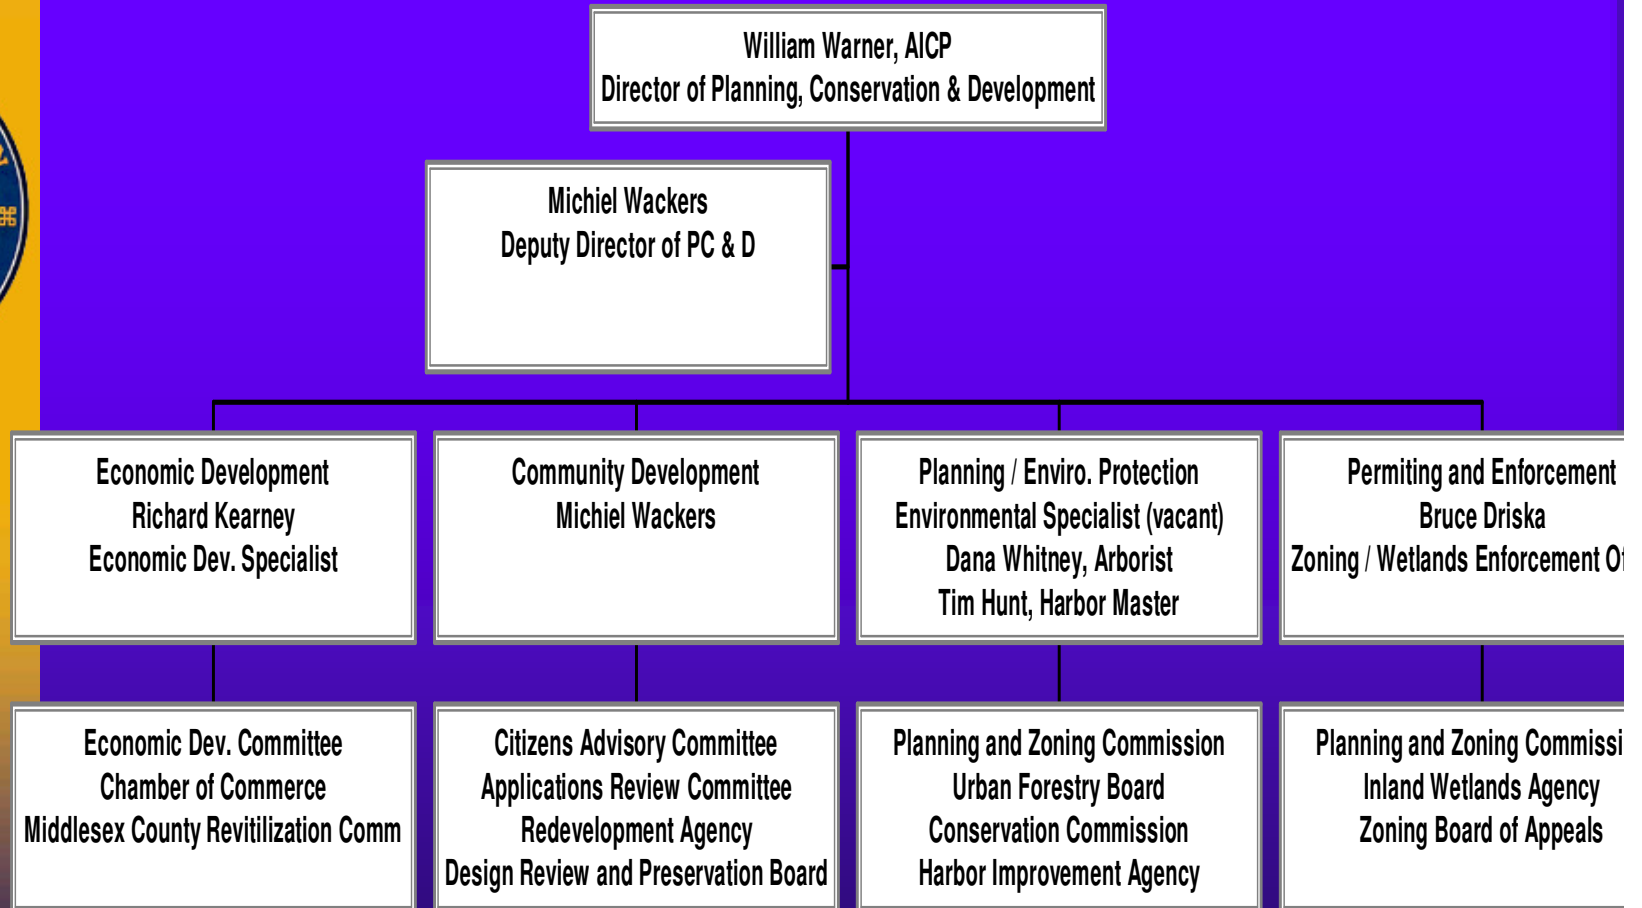 William Warner, AICP
Director of Planning, Conservation & Development
Michiel Wackers
Deputy Director of PC & D
Economic Development
Richard Kearney
Economic Dev. Specialist
Community Development
Michiel Wackers
Planning / Enviro. Protection
Environmental Specialist (vacant)
Dana Whitney, Arborist
Tim Hunt, Harbor Master
Permiting and Enforcement
Bruce Driska
Zoning / Wetlands Enforcement
Economic Dev. Committee
Chamber of Commerce
Middlesex County Revitilization Comm
Citizens Advisory Committee
Applications Review Committee
Redevelopment Agency
Design Review and Preservation Board
Planning and Zoning Commission
Urban Forestry Board
Conservation Commission
Harbor Improvement Agency
Planning and Zoning Commissi
Inland Wetlands Agency
Zoning Board of Appeals